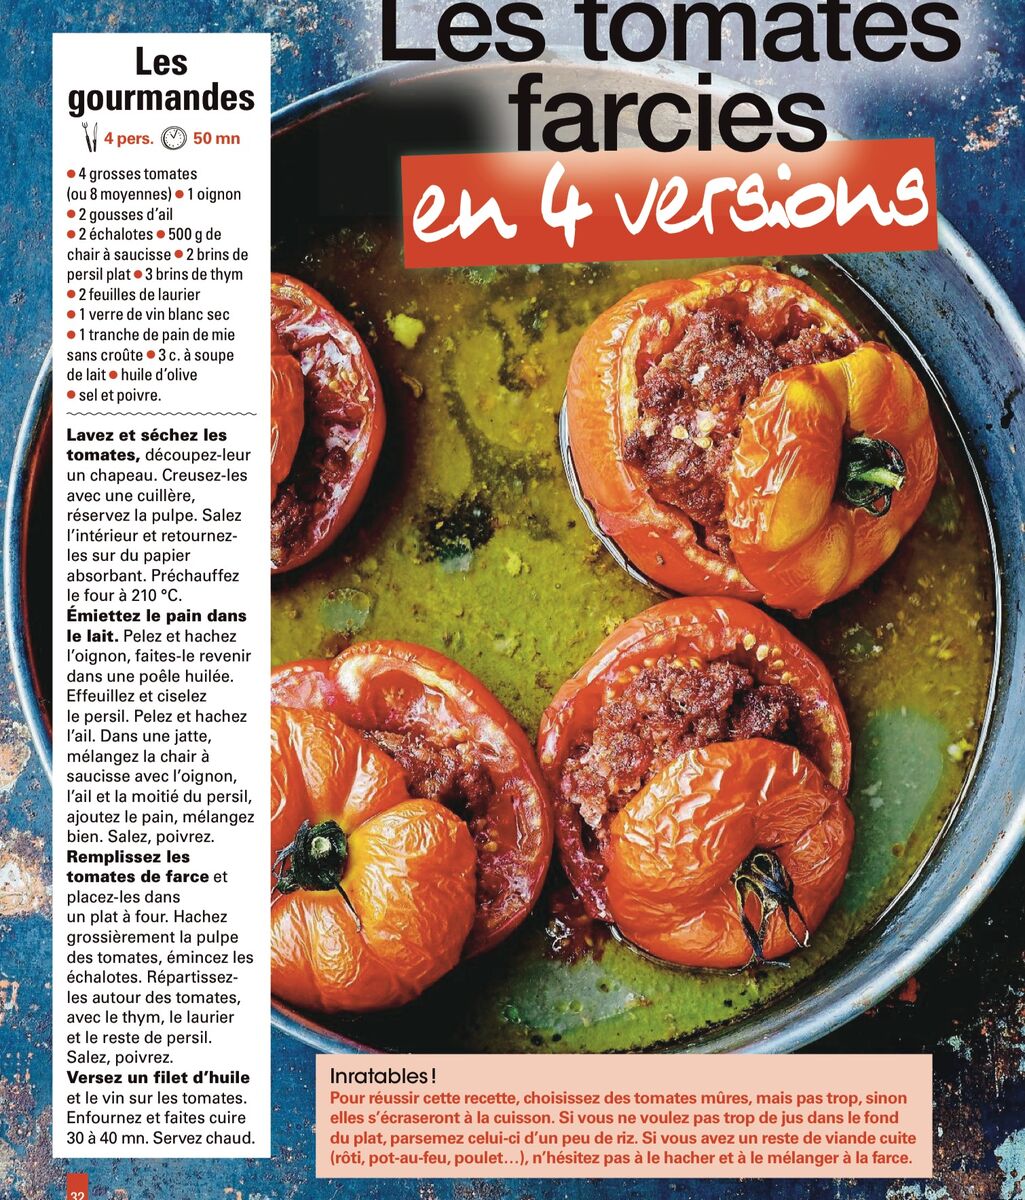 Les tomates
farcies
en 4 versions
Les
gourmandes
4 pers. 50 mn
● 4 grosses tomates
(ou 8 moyennes) ● 1 oignon
● 2 gousses d’ail
● 2 échalotes ● 500 g de
chair à saucisse ● 2 brins de
persil plat ● 3 brins de thym
● 2 feuilles de laurier
● 1 verre de vin blanc sec
● 1 tranche de pain de mie
sans croûte ● 3 c. à soupe
de lait ● huile d’olive
● sel et poivre.
Lavez et séchez les
tomates, découpez-leur
un chapeau. Creusez-les
avec une cuillère,
réservez la pulpe. Salez
l’intérieur et retournez-
les sur du papier
absorbant. Préchauffez
le four à 210 °C.
Émiettez le pain dans
le lait. Pelez et hachez
l’oignon, faites-le revenir
dans une poêle huilée.
Effeuillez et ciselez
le persil. Pelez et hachez
l’ail. Dans une jatte,
mélangez la chair à
saucisse avec l’oignon,
l’ail et la moitié du persil,
ajoutez le pain, mélangez
bien. Salez, poivrez.
Remplissez les
tomates de farce et
placez-les dans
un plat à four. Hachez
grossièrement la pulpe
des tomates, émincez les
échalotes. Répartissez-
les autour des tomates,
avec le thym, le laurier
et le reste de persil.
Salez, poivrez.
Versez un filet d’huile
et le vin sur les tomates.
Enfournez et faites cuire
30 à 40 mn. Servez chaud.
Inratables !
Pour réussir cette recette, choisissez des tomates mûres, mais pas trop, sinon
elles s’écraseront à la cuisson. Si vous ne voulez pas trop de jus dans le fond
du plat, parsemez celui-ci d’un peu de riz. Si vous avez un reste de viande cuite
(rôti, pot-au-feu, poulet…), n’hésitez pas à le hacher et à le mélanger à la farce.
32